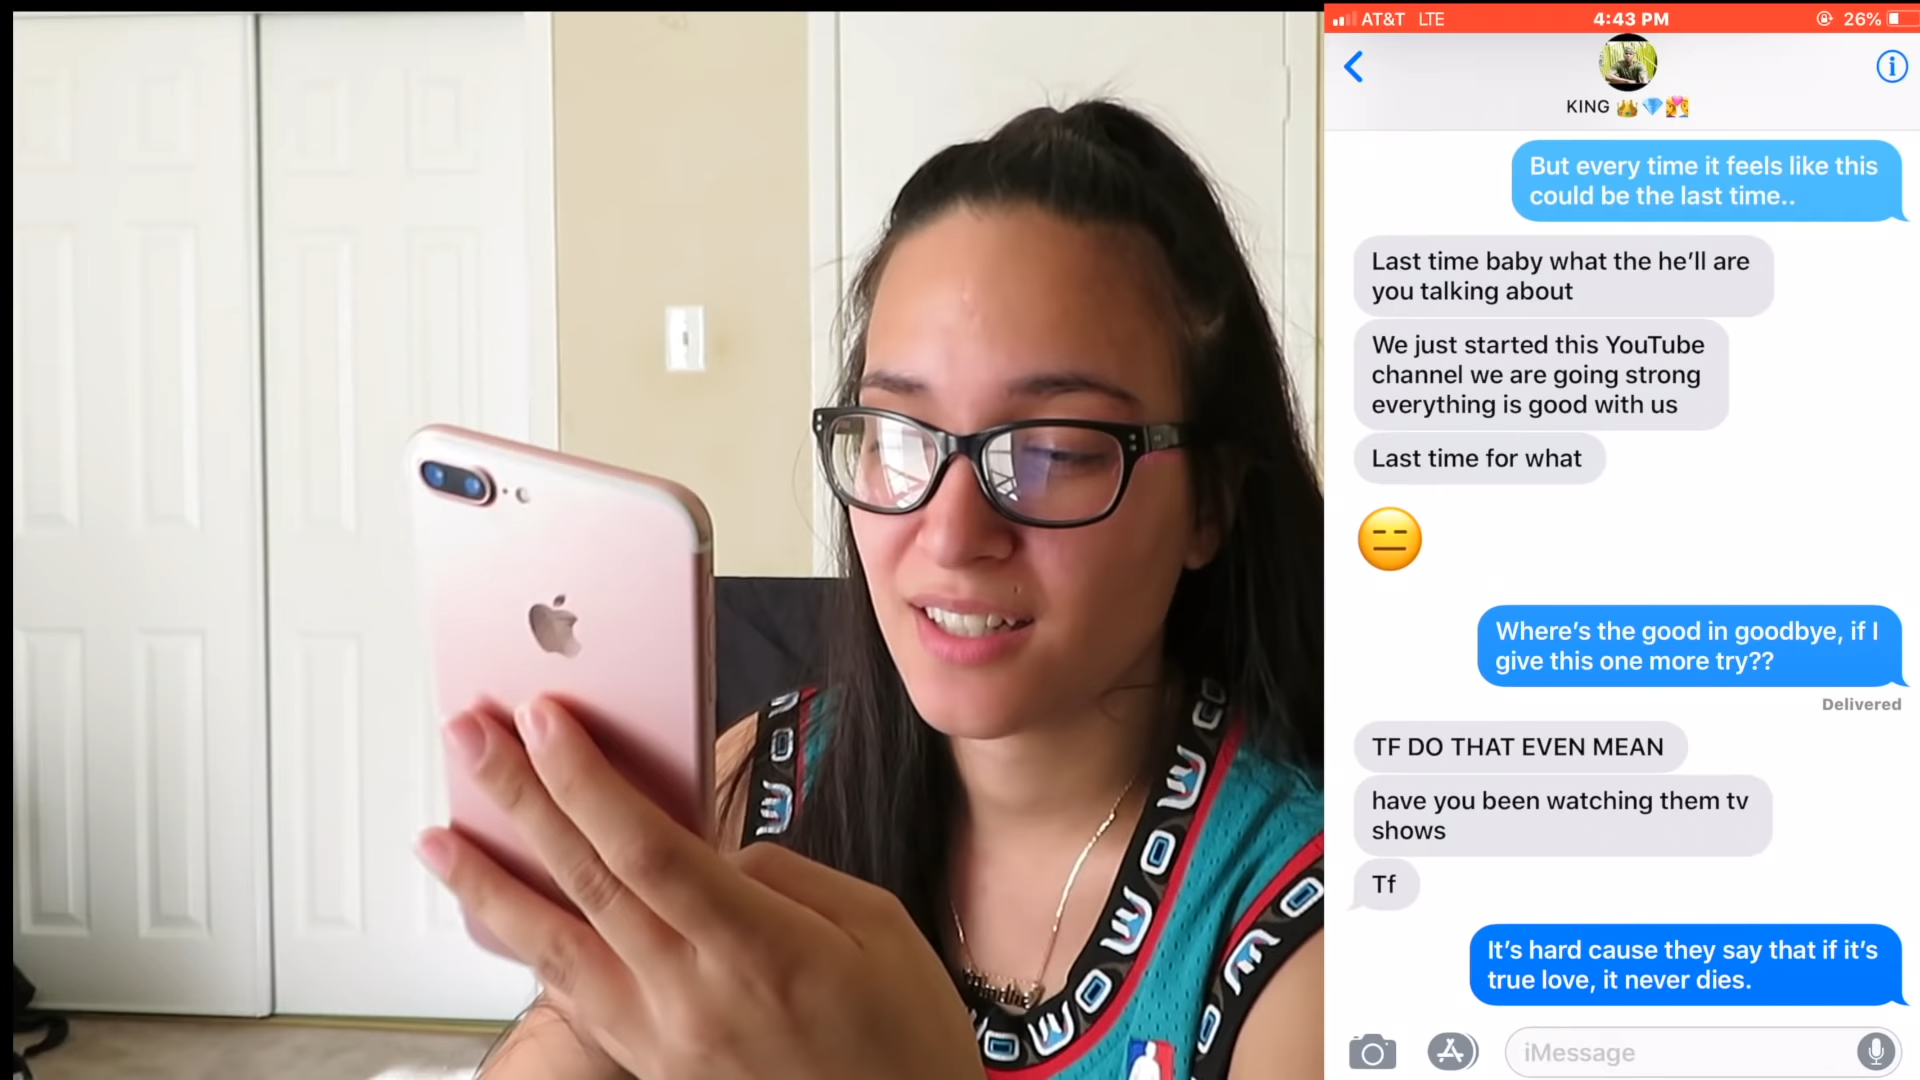 AT&T LTE 4:43 PM 26%
KING 👑💎💏
But every time it feels like this
could be the last time..
Last time baby what the he'll are
you talking about
We just started this YouTube
channel we are going strong
everything is good with us
Last time for what
😑
Where's the good in goodbye, if I
give this one more try??
Delivered
TF DO THAT EVEN MEAN
have you been watching them tv
shows
Tf
It's hard cause they say that if it's
true love, it never dies.
iMessage